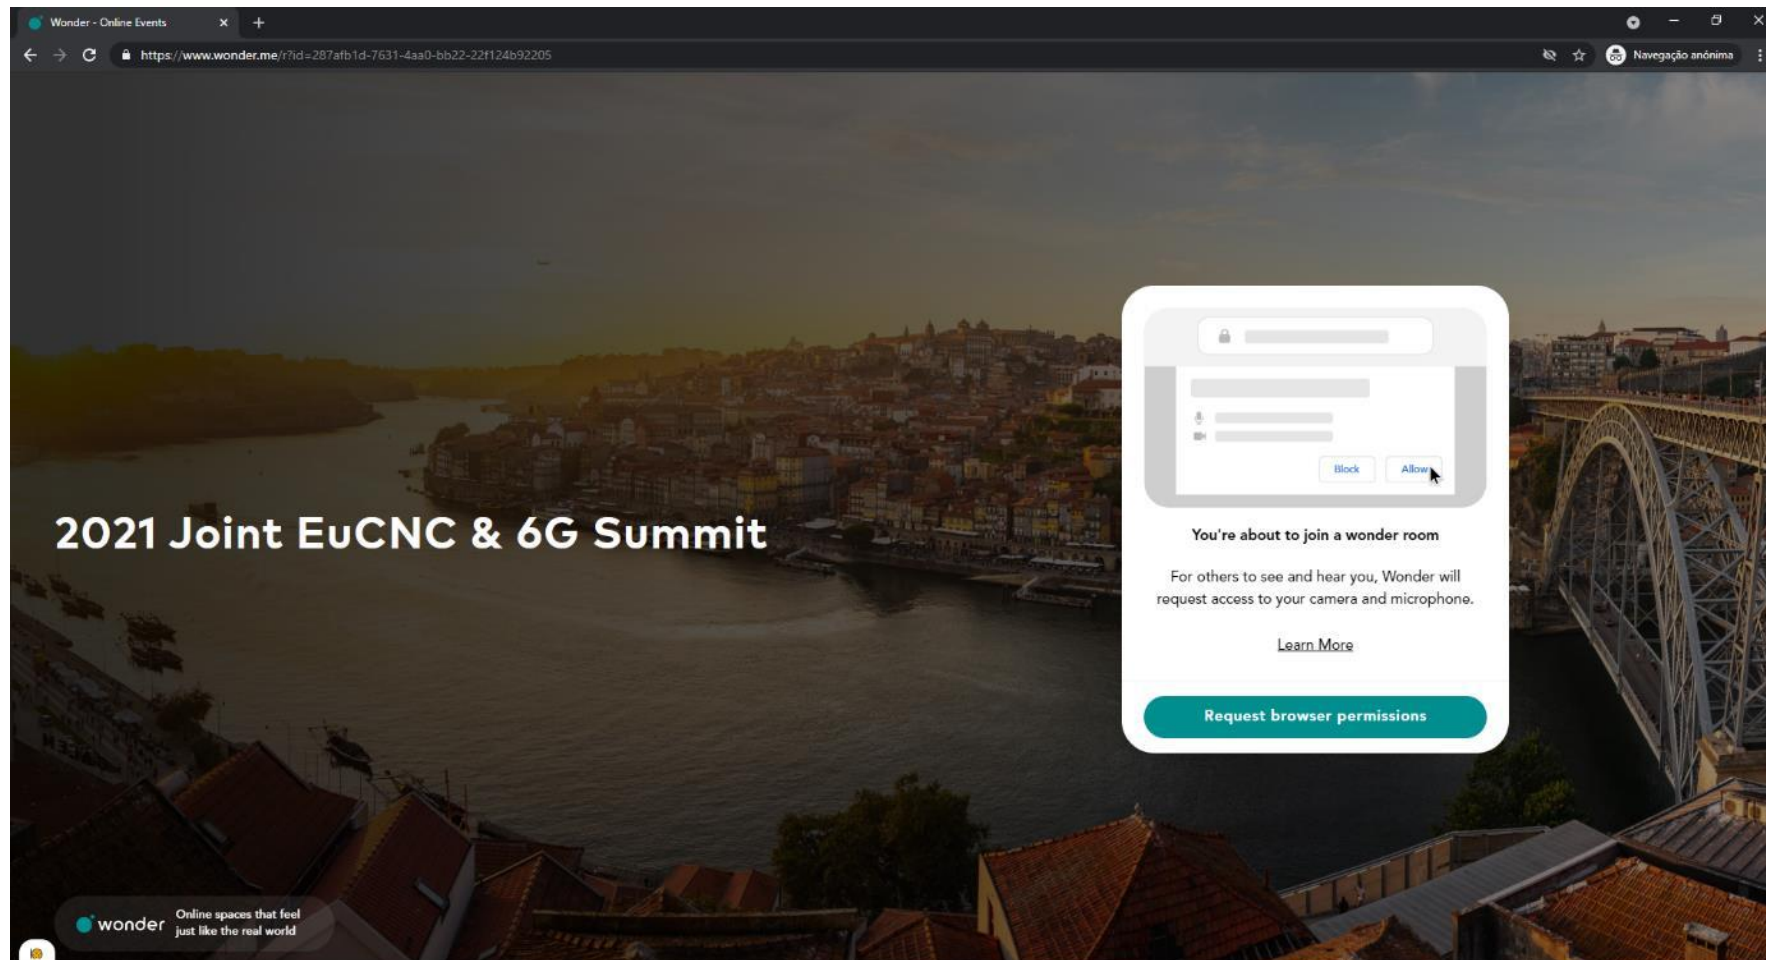 Wonder - Online Events
https://www.wonder.me/r?id=287afb1d-7631-4aa0-bb22-22f124b92205
Navegação anónima
Block
Allow
2021 Joint EuCNC & 6G Summit
You're about to join a wonder room
For others to see and hear you, Wonder will
request access to your camera and microphone.
Learn More
Request browser permissions
wonder
Online spaces that feel
just like the real world